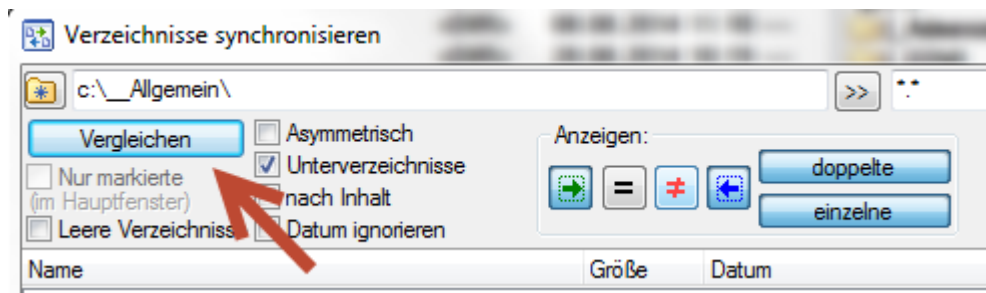 Verzeichnisse synchronisieren
c:\__Allgemein\ >> *.*
Vergleichen
Asymmetrisch
Unterverzeichnisse
nach Inhalt
Datum ignorieren
Nur markierte
(im Hauptfenster)
Leere Verzeichniss
Anzeigen:
= ≠
doppelte
einzelne
Name Größe Datum